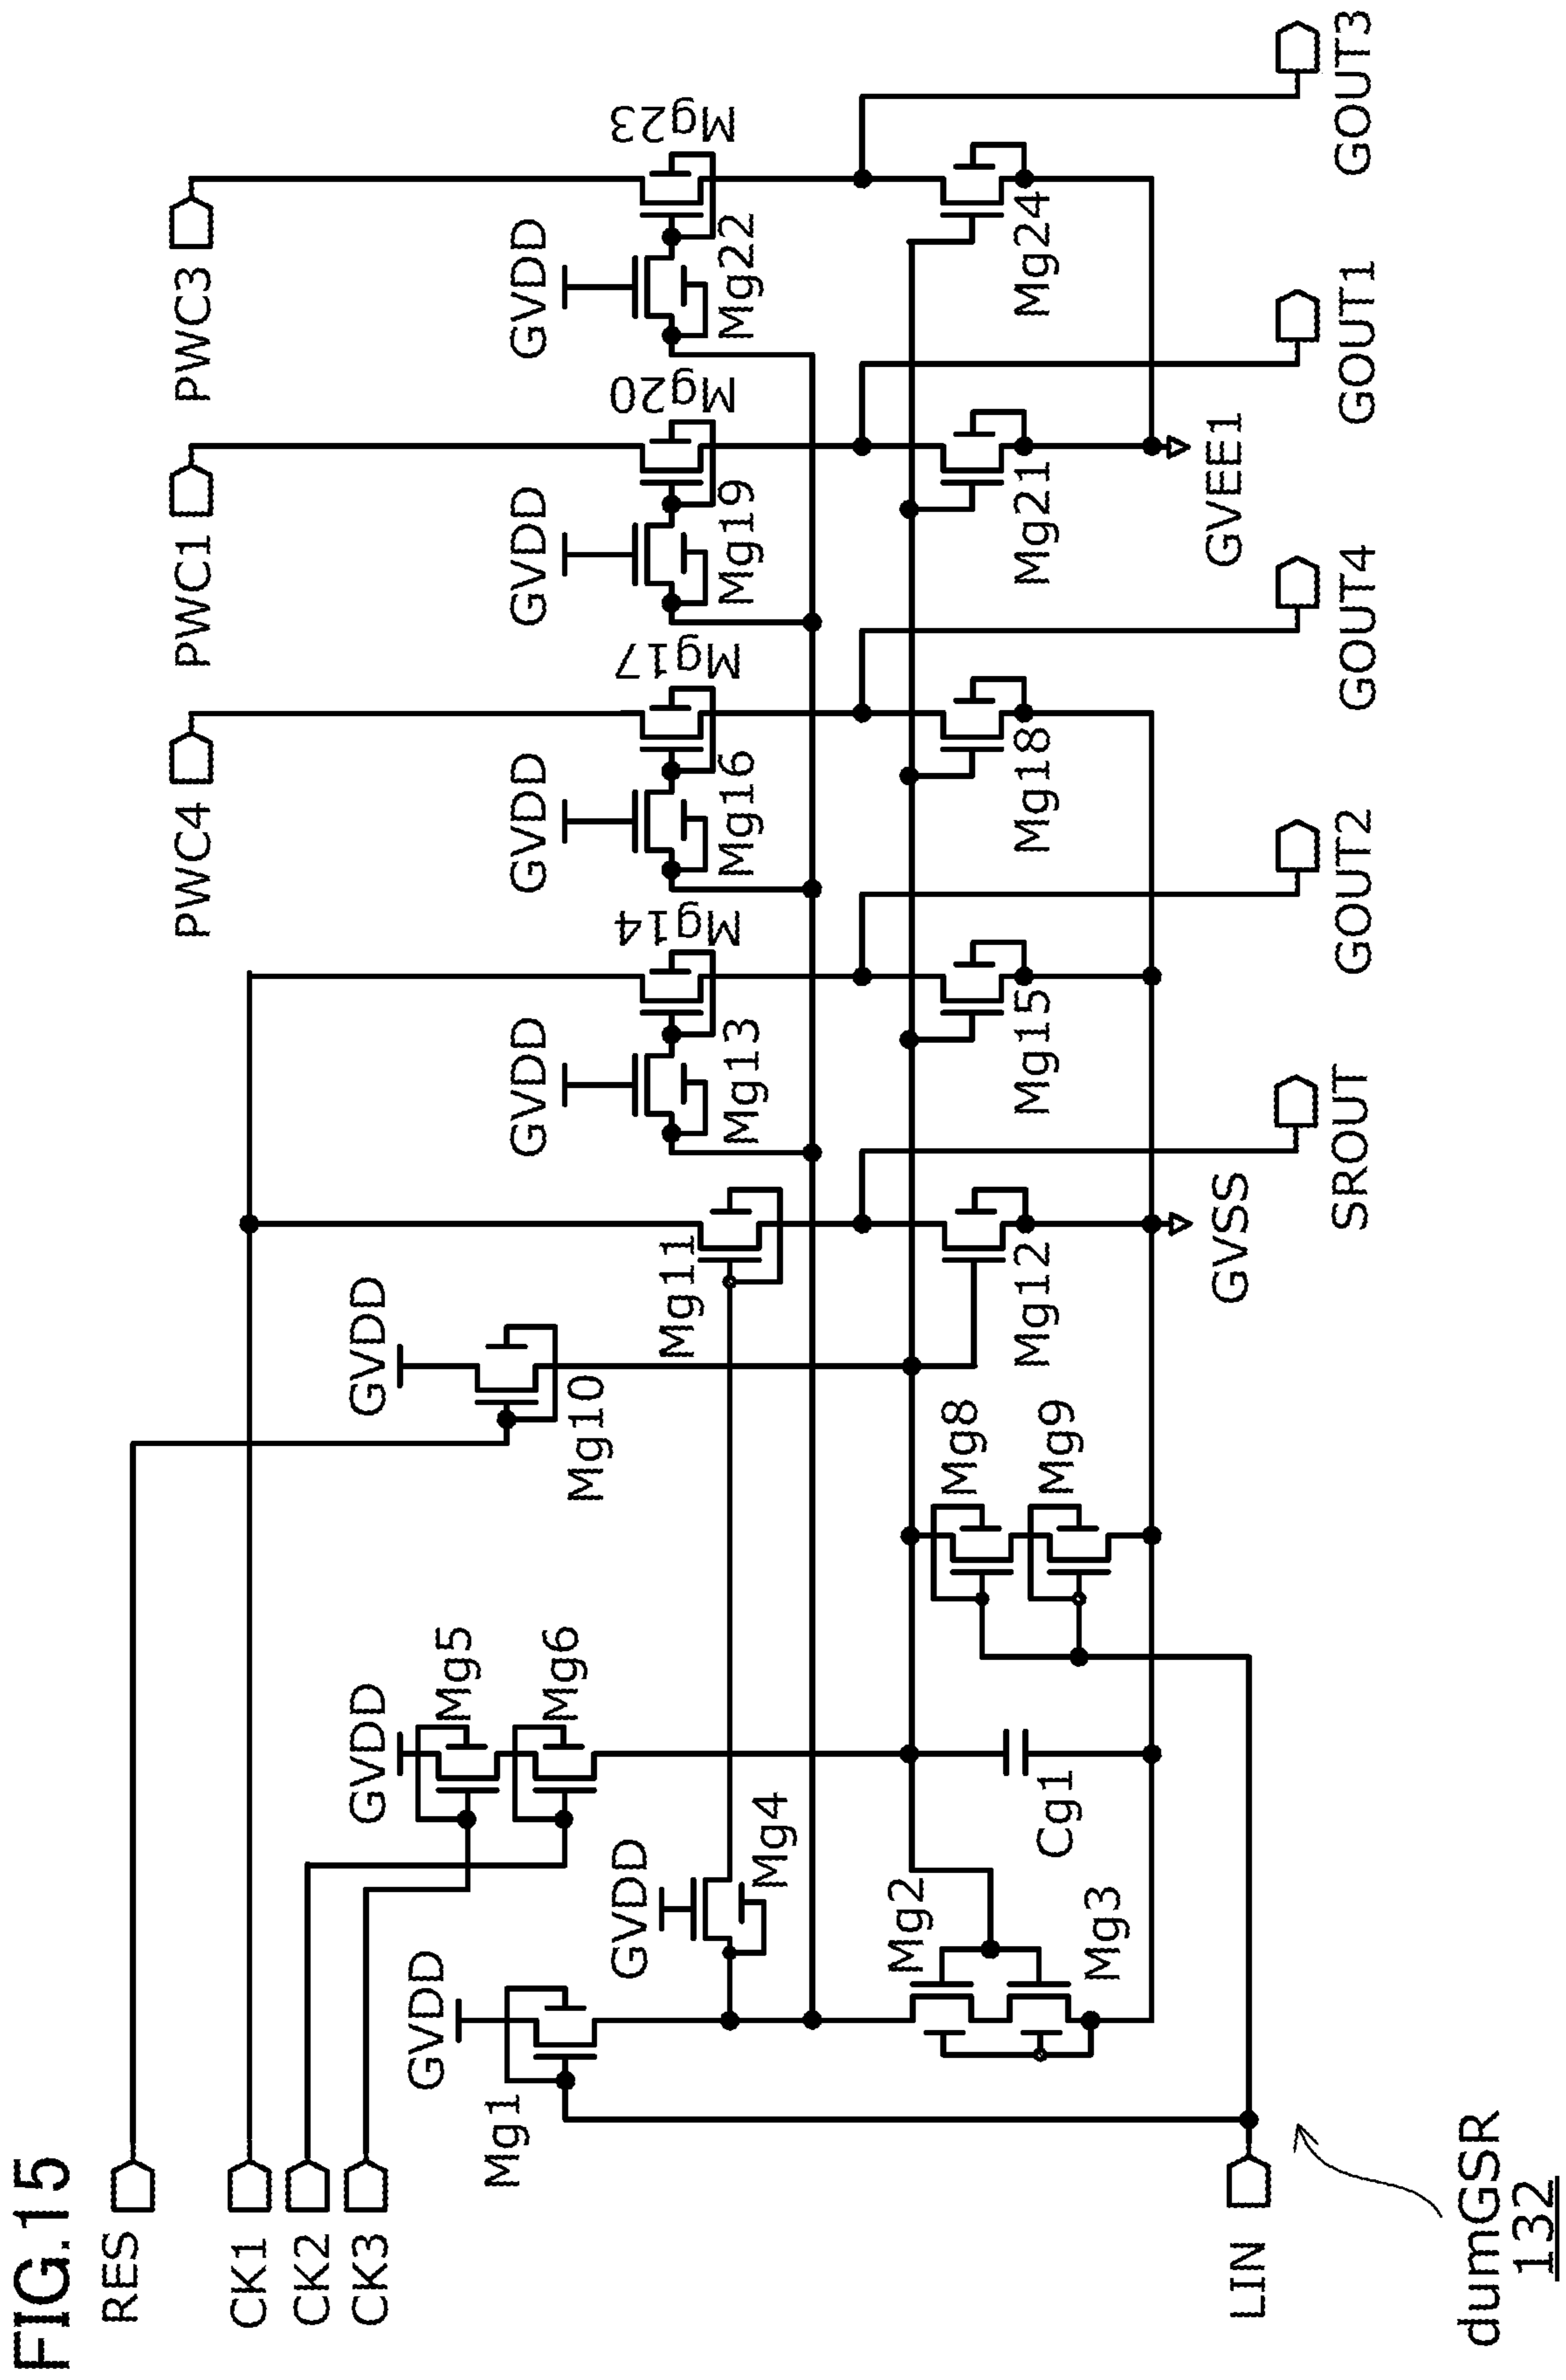 FIG.15
RES
CK1
CK2
CK3
LIN
dumGSR
132
GVDD
Mg1
GVDD
Mg4
Mg2
Mg3
GVDD
Mg5
Mg6
Cg1
Mg8
Mg9
GVDD
Mg10
Mg11
Mg12
GVSS
SROUT
GVDD
Mg13
Mg14
Mg15
GOUT2
PWC4
GVDD
Mg16
Mg17
Mg18
GOUT4
PWC1
GVDD
Mg19
Mg20
Mg21
GVEE1
GOUT1
PWC3
GVDD
Mg22
Mg23
Mg24
GOUT3